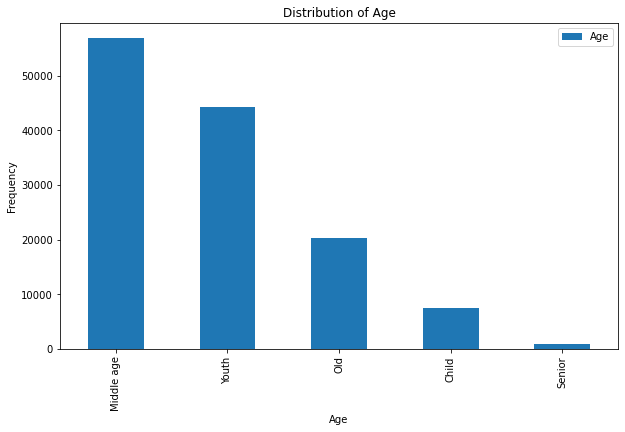 Distribution of Age
Age
Frequency
50000
40000
30000
20000
10000
0
Middle age
Youth
Old
Child
Senior
Age